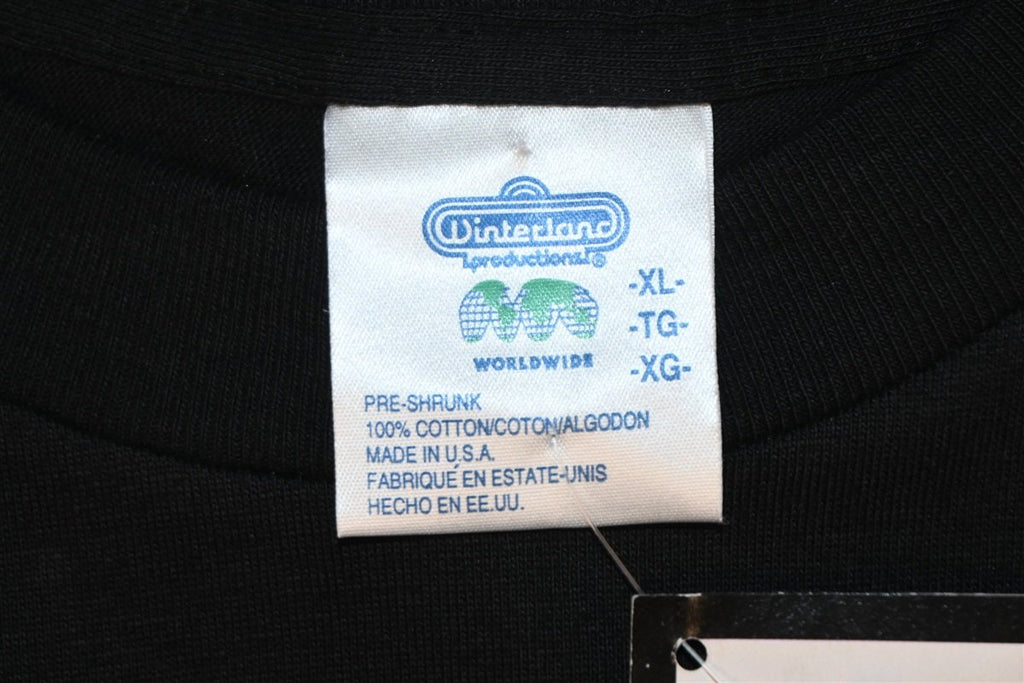 Winterland
productions®
WORLDWIDE
-XL-
-TG-
-XG-
PRE-SHRUNK
100% COTTON/COTON/ALGODON
MADE IN U.S.A.
FABRIQUÉ EN ESTATE-UNIS
HECHO EN EE.UU.